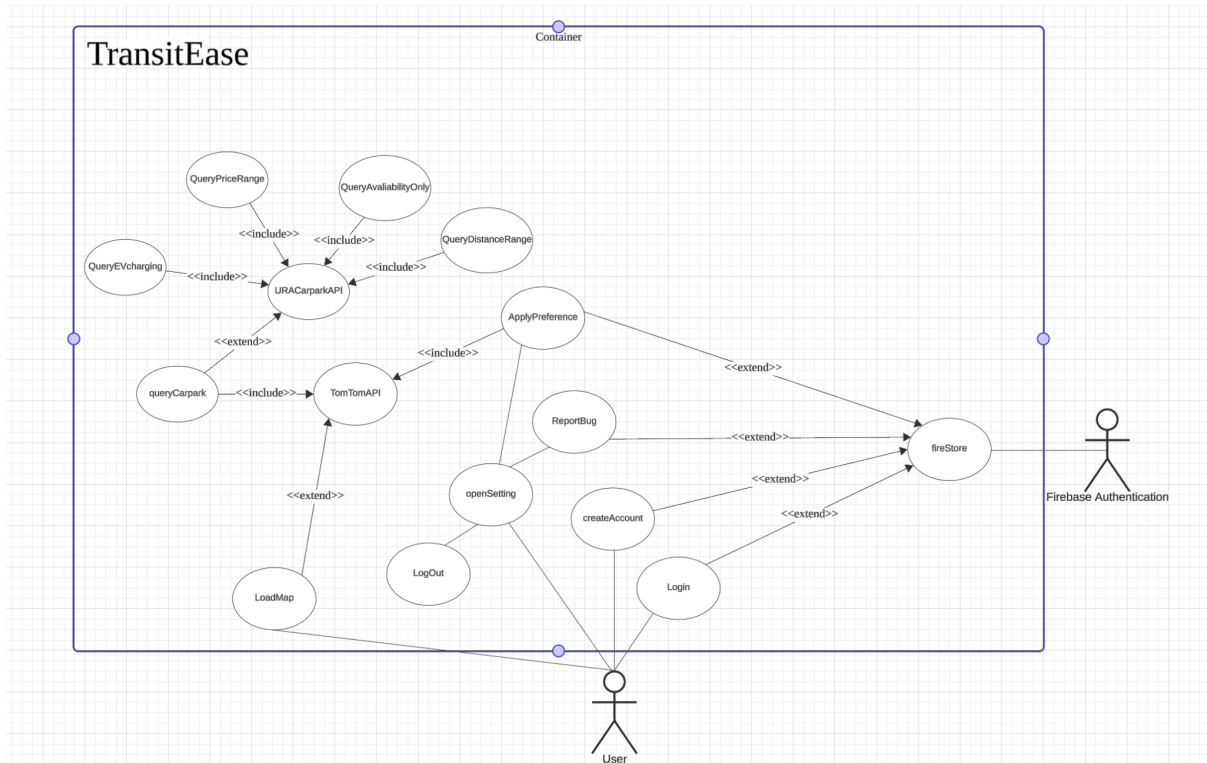 Container
TransitEase
QueryPriceRange
QueryAvaliabilityOnly
<<include>>
<<include>>
QueryDistanceRange
QueryEVcharging
<<include>>
<<include>>
URACarparkAPI
ApplyPreference
<<extend>>
<<include>>
<<extend>>
queryCarpark
<<include>>
TomTomAPI
ReportBug
<<extend>>
fireStore
<<extend>>
openSetting
<<extend>>
Firebase Authentication
<<extend>>
createAccount
LogOut
Login
LoadMap
User